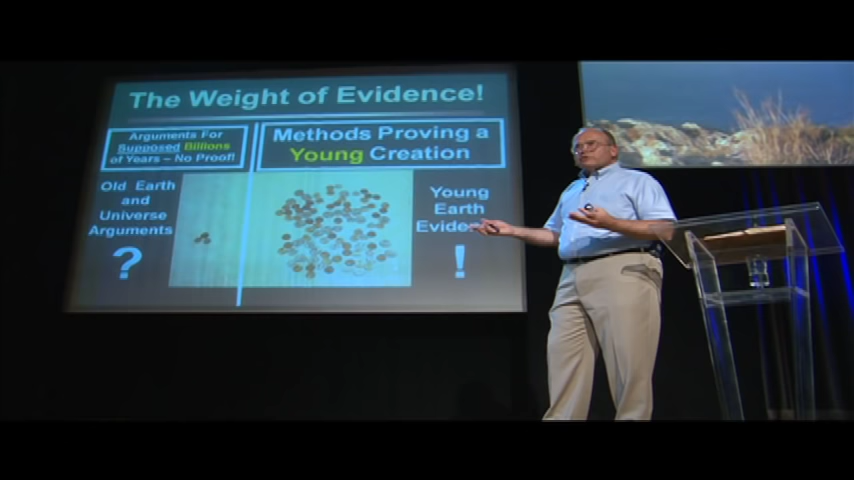 The Weight of Evidence!
Arguments For
Supposed Billions
of Years – No Proof!
Methods Proving a
Young Creation
Old Earth
and
Universe
Arguments
?
Young
Earth
!